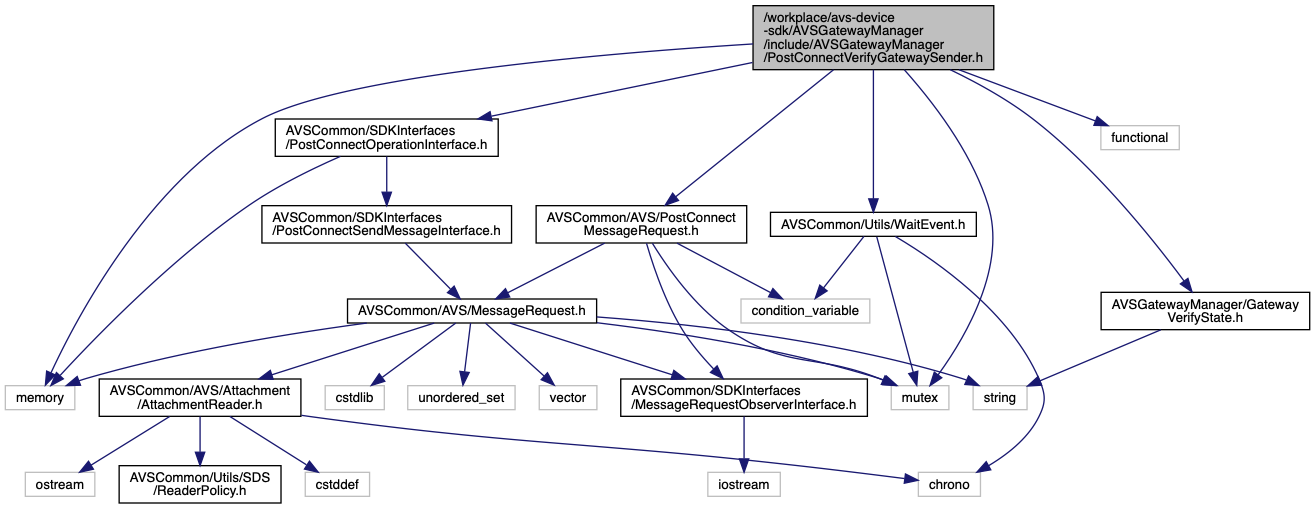 /workplace/avs-device
-sdk/AVSGatewayManager
/include/AVSGatewayManager
/PostConnectVerifyGatewaySender.h
AVSCommon/SDKInterfaces
/PostConnectOperationInterface.h
functional
AVSCommon/SDKInterfaces
/PostConnectSendMessageInterface.h
AVSCommon/AVS/PostConnect
MessageRequest.h
AVSCommon/Utils/WaitEvent.h
AVSCommon/AVS/MessageRequest.h
condition_variable
AVSGatewayManager/Gateway
VerifyState.h
memory
AVSCommon/AVS/Attachment
/AttachmentReader.h
cstdlib
unordered_set
vector
AVSCommon/SDKInterfaces
/MessageRequestObserverInterface.h
mutex
string
ostream
AVSCommon/Utils/SDS
/ReaderPolicy.h
cstddef
iostream
chrono